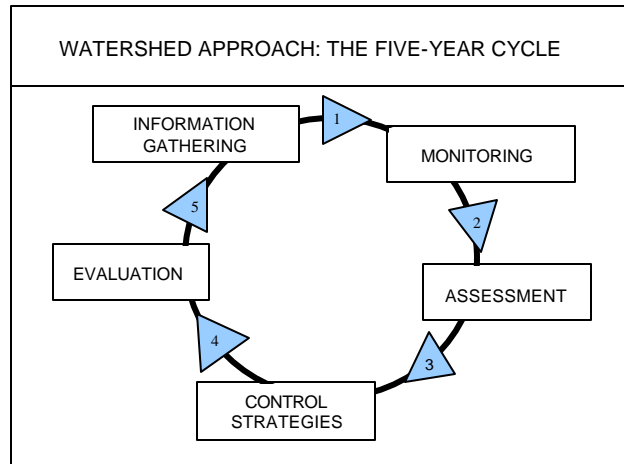 WATERSHED APPROACH: THE FIVE-YEAR CYCLE
INFORMATION
GATHERING
1
MONITORING
2
ASSESSMENT
3
CONTROL
STRATEGIES
4
EVALUATION
5